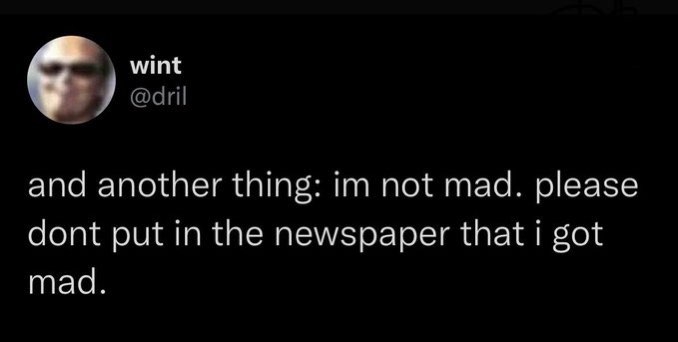 wint
@dril
and another thing: im not mad. please
dont put in the newspaper that i got
mad.